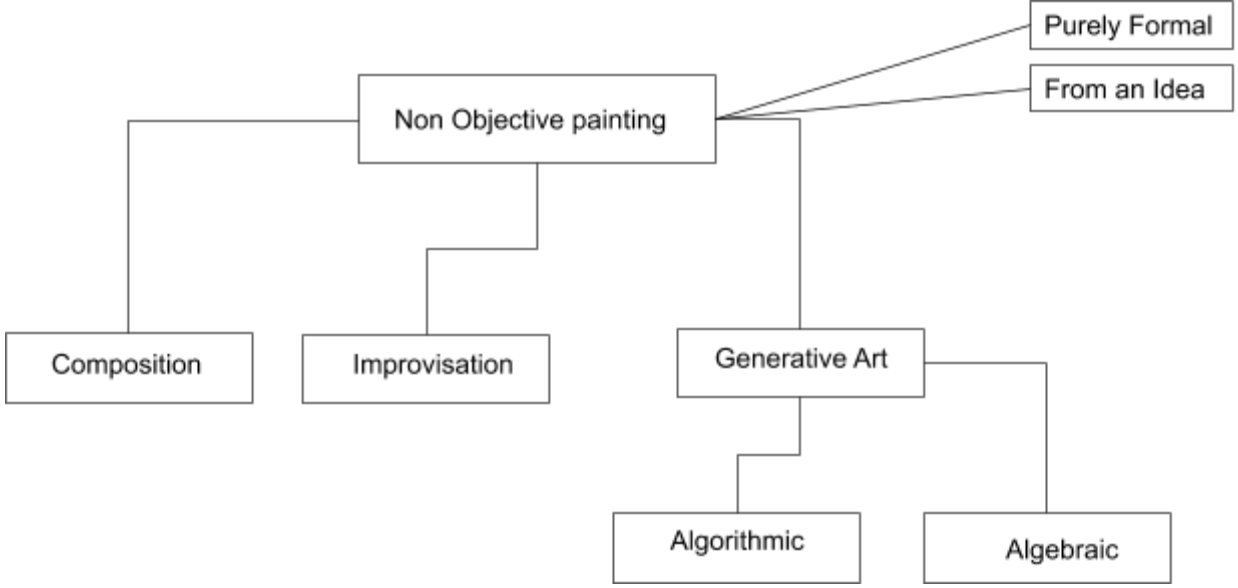 Purely Formal
From an Idea
Non Objective painting
Composition
Improvisation
Generative Art
Algorithmic
Algebraic